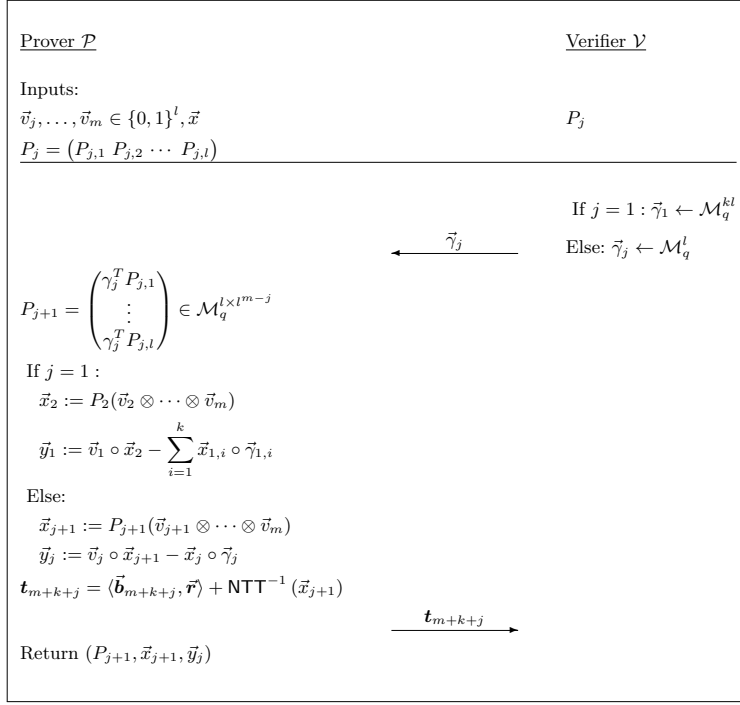 Prover 𝒫 Verifier 𝒱
Inputs:
v⃗_j, …, v⃗_m ∈ {0, 1}^l, x⃗ P_j
P_j = (P_{j,1} P_{j,2} ⋯ P_{j,l})
If j = 1 : γ⃗_1 ← ℳ_q^{kl}
γ⃗_j Else: γ⃗_j ← ℳ_q^l
P_{j+1} = (γ_j^T P_{j,1} ⋮ γ_j^T P_{j,l}) ∈ ℳ_q^{l×l^{m−j}}
If j = 1 :
x⃗_2 := P_2(v⃗_2 ⊗ ⋯ ⊗ v⃗_m)
y⃗_1 := v⃗_1 ∘ x⃗_2 − ∑_{i=1}^k x⃗_{1,i} ∘ γ⃗_{1,i}
Else:
x⃗_{j+1} := P_{j+1}(v⃗_{j+1} ⊗ ⋯ ⊗ v⃗_m)
y⃗_j := v⃗_j ∘ x⃗_{j+1} − x⃗_j ∘ γ⃗_j
t_{m+k+j} = ⟨b⃗_{m+k+j}, r⃗⟩ + NTT^{−1} (x⃗_{j+1})
t_{m+k+j}
Return (P_{j+1}, x⃗_{j+1}, y⃗_j)